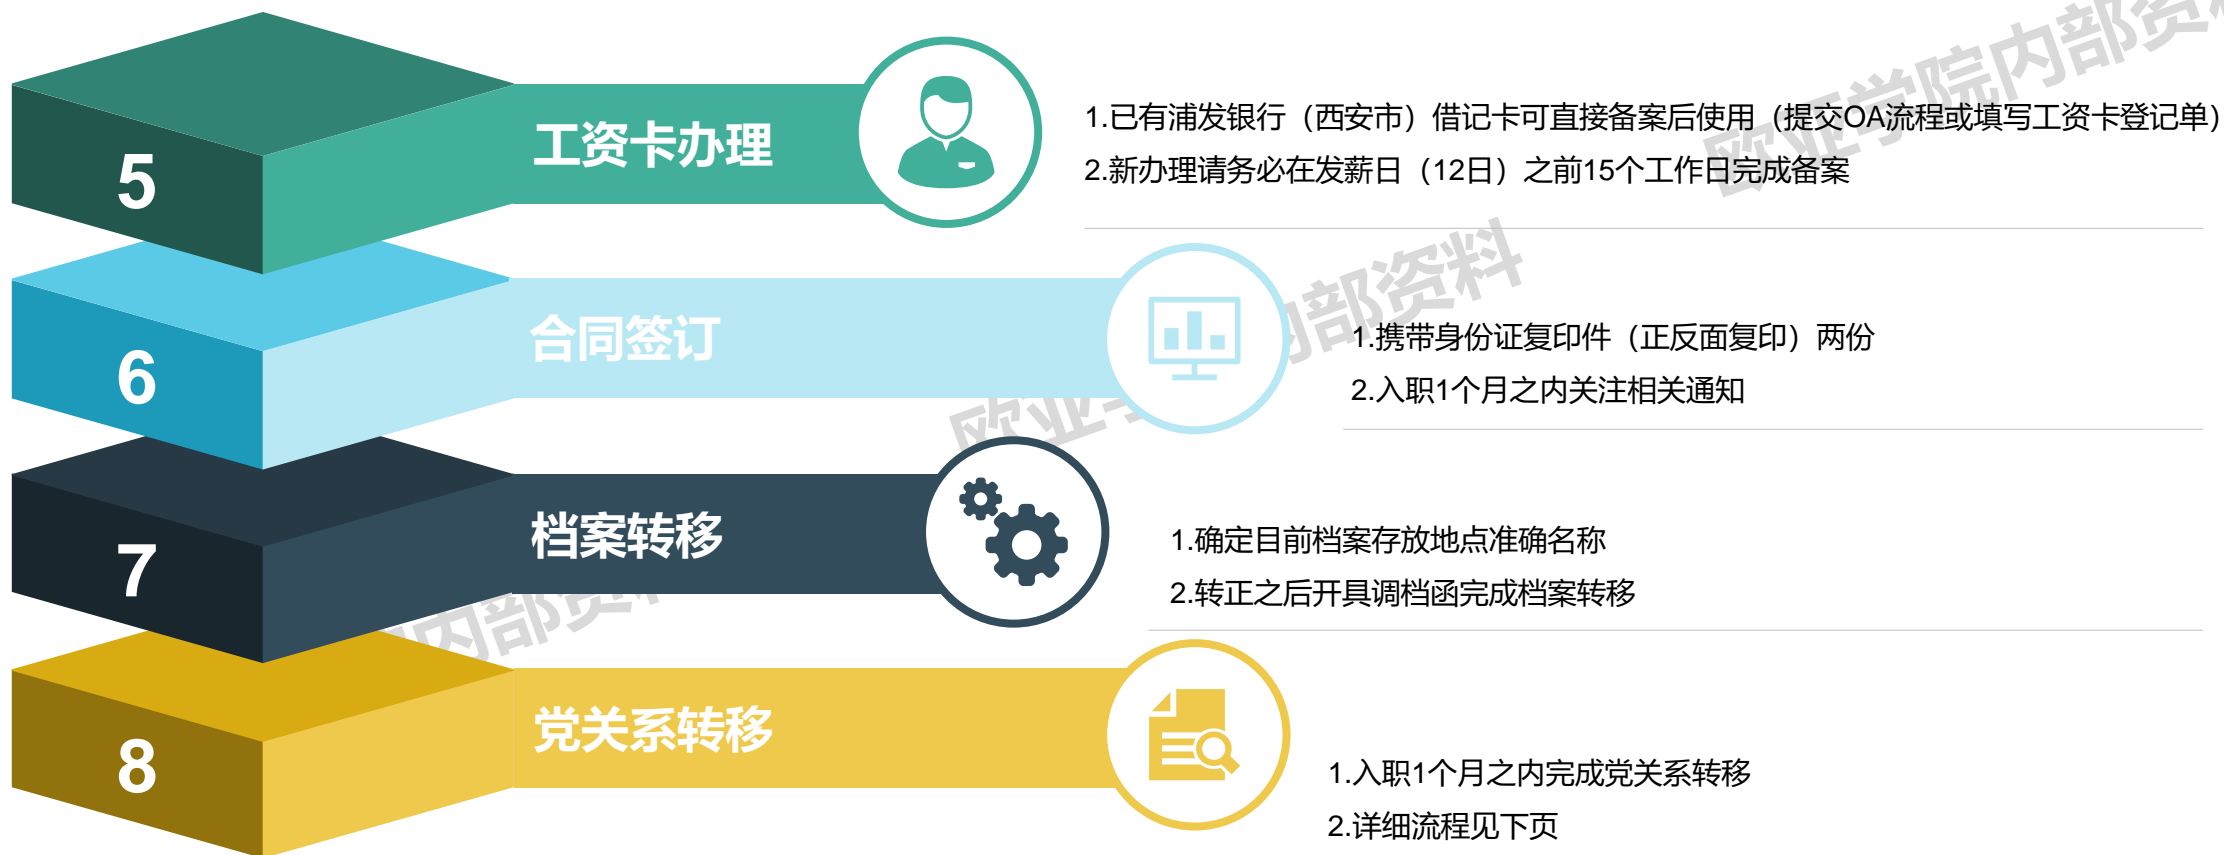 欧亚学院内部资料
5
工资卡办理
1.已有浦发银行（西安市）借记卡可直接备案后使用（提交OA流程或填写工资卡登记单）
2.新办理请务必在发薪日（12日）之前15个工作日完成备案
6
合同签订
1.携带身份证复印件（正反面复印）两份
2.入职1个月之内关注相关通知
7
档案转移
1.确定目前档案存放地点准确名称
2.转正之后开具调档函完成档案转移
8
党关系转移
1.入职1个月之内完成党关系转移
2.详细流程见下页